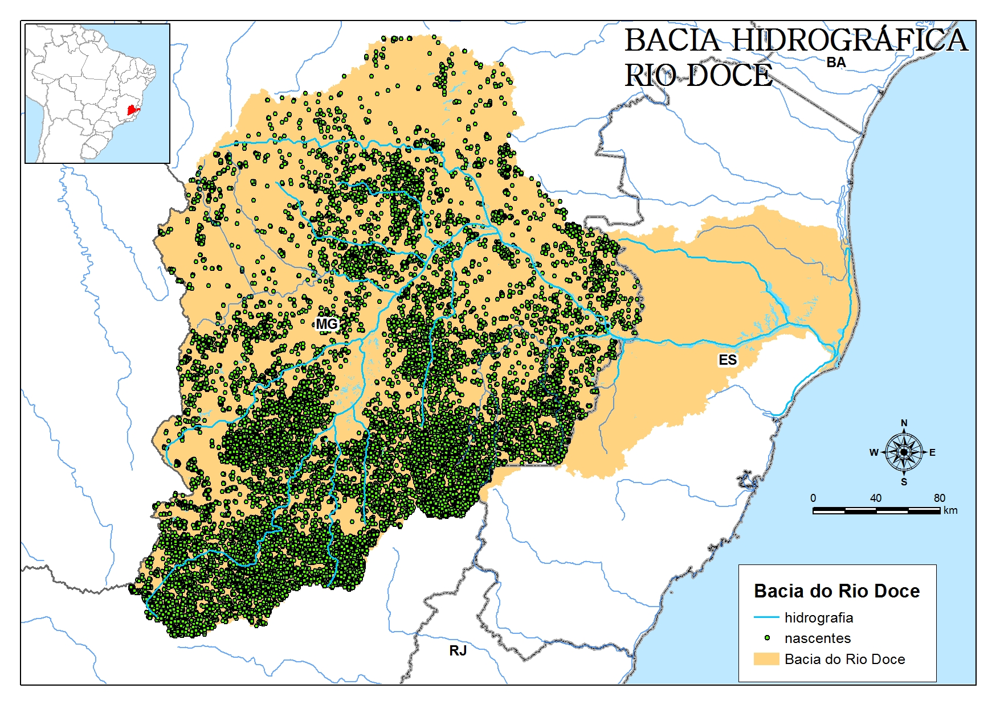 BACIA HIDROGRÁFICA
RIO DOCE
BA
MG
ES
RJ
N
W E
S
0 40 80
km
Bacia do Rio Doce
hidrografia
nascentes
Bacia do Rio Doce